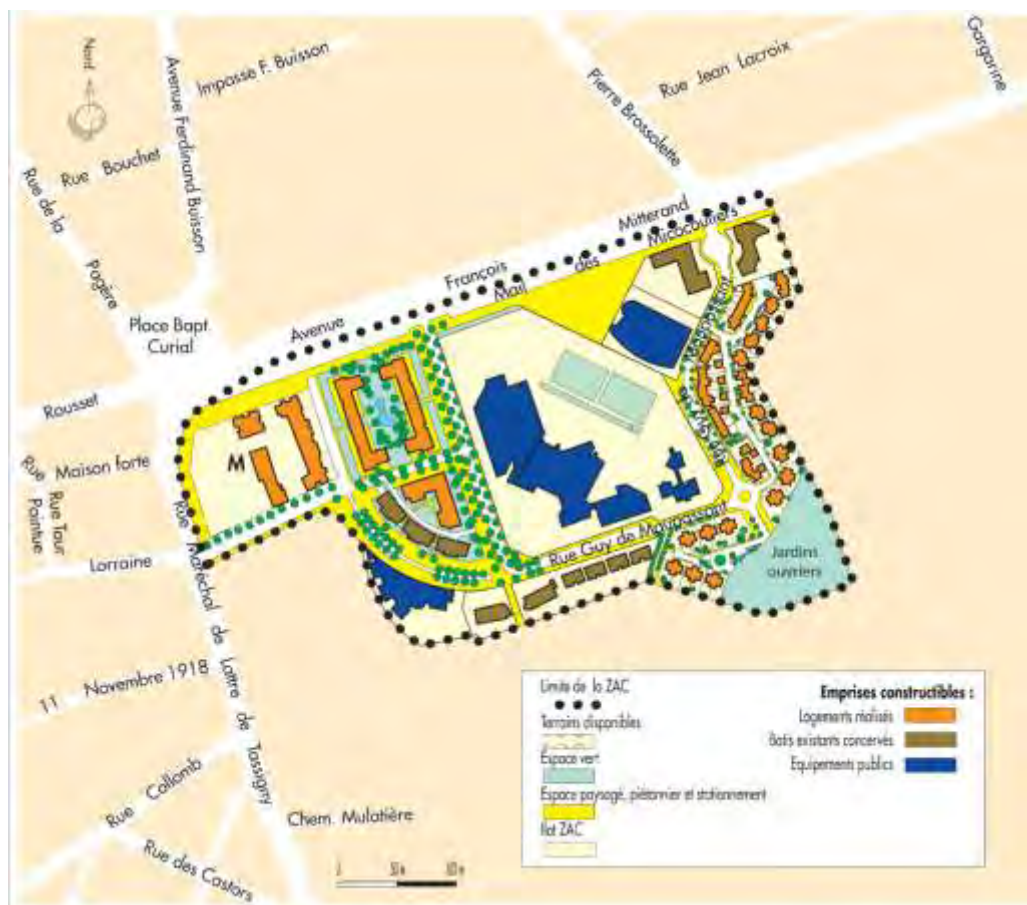 Nord
Avenue Ferdinand Buisson
Impasse F. Buisson
Pierre Brossolette
Rue Jean Lacroix
Gargarine
Rue Bouchet
Rue de la Pagère
Place Bapt.
Curial
Avenue François Mitterand
Mail des Micocouliers
Rousset
Rue Maison forte
M
Rue Tour
Pointue
Lorraine
Rue Maréchal de Lattre de Tassigny
Rue Guy de Maupassant
Jardins
ouvriers
11 Novembre 1918
Rue Collomb
Rue des Castors
Chem. Mulatière
Limite de la ZAC
Terrains disponibles
Espace vert
Espace paysagé, piétonnier et stationnement
Ilot ZAC
Emprises constructibles :
Logements réalisés
Batis existants concervés
Equipements publics